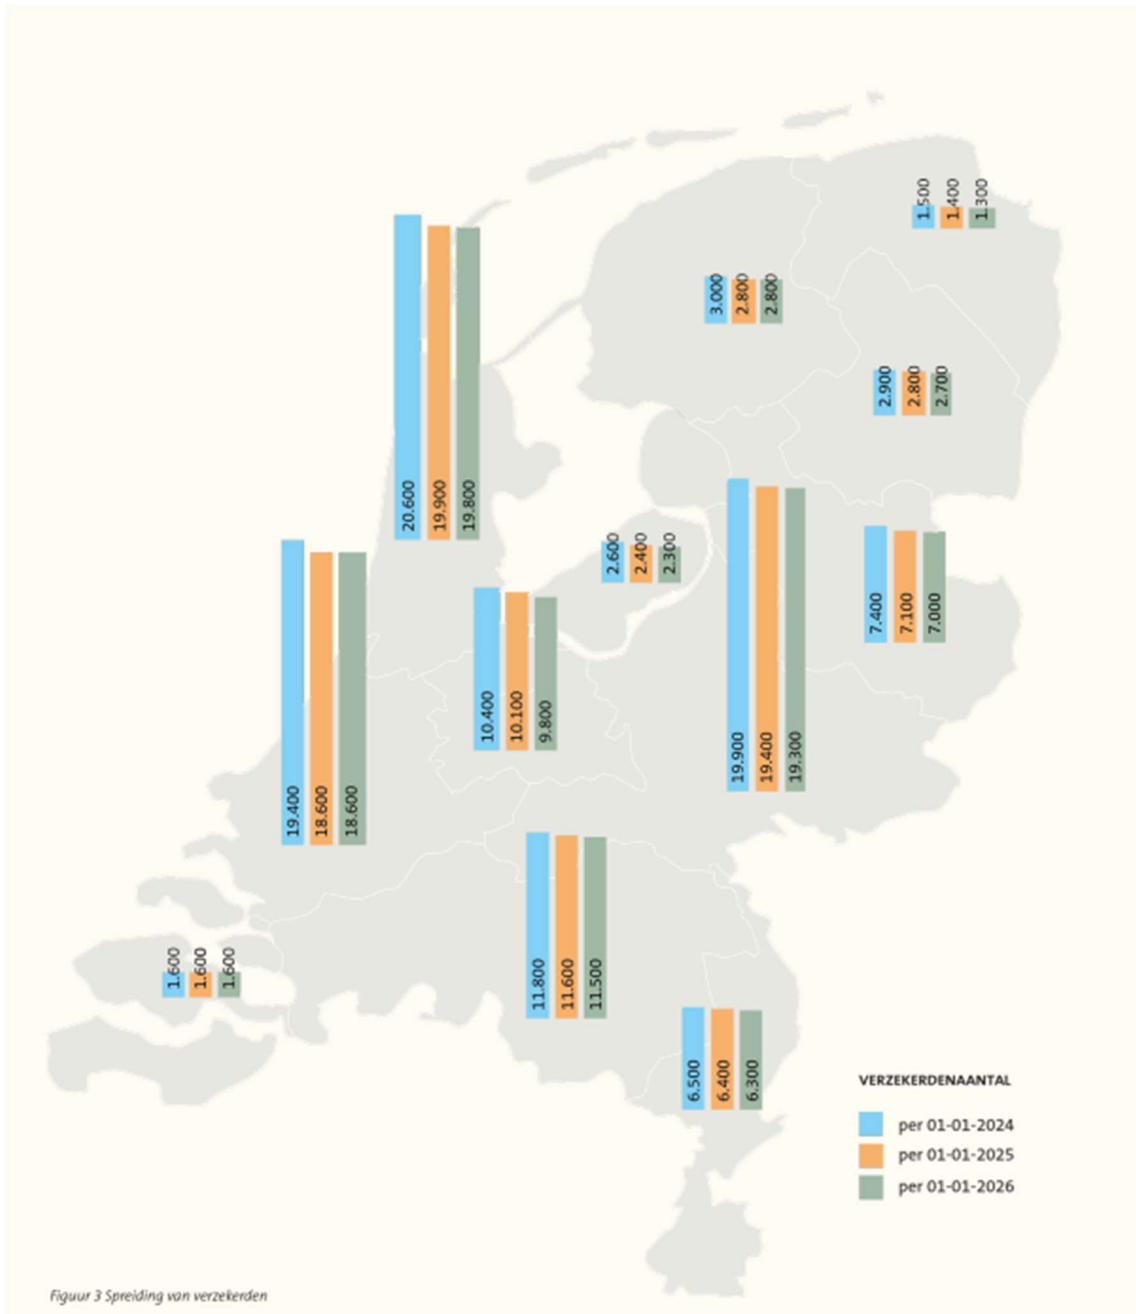 1.500 1.400 1.300
3.000 2.800 2.800
2.900 2.800 2.700
20.600 19.900 19.800
2.600 2.400 2.300
7.400 7.100 7.000
10.400 10.100 9.800
19.900 19.400 19.300
19.400 18.600 18.600
11.800 11.600 11.500
1.600 1.600 1.600
6.500 6.400 6.300
VERZEKERDENAANTAL
per 01-01-2024
per 01-01-2025
per 01-01-2026
Figuur 3 Spreiding van verzekerden